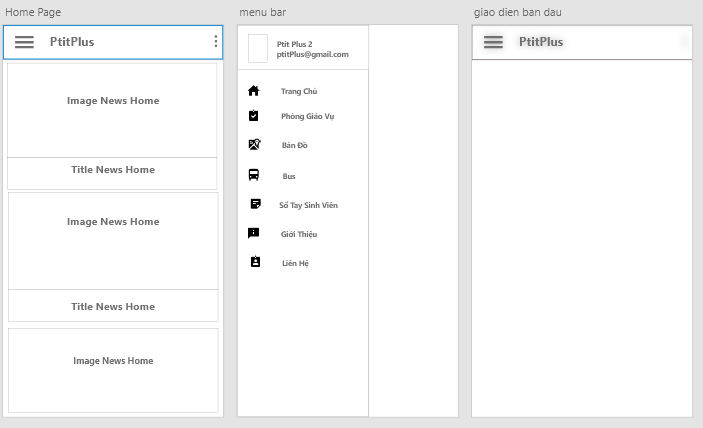 Home Page
PtitPlus
Image News Home
Title News Home
Image News Home
Title News Home
Image News Home
menu bar
Ptit Plus 2
ptitPlus@gmail.com
Trang Chủ
Phòng Giáo Vụ
Bản Đồ
Bus
Sổ Tay Sinh Viên
Giới Thiệu
Liên Hệ
giao dien ban dau
PtitPlus